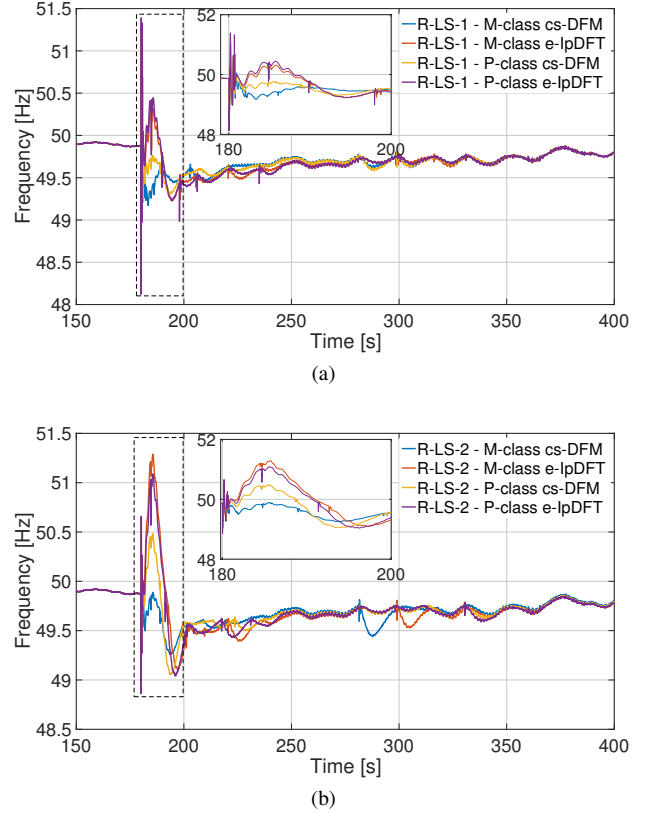 51.5
51
50.5
50
49.5
49
48.5
48
Frequency [Hz]
52
50
48
180
190
200
R-LS-1 - M-class cs-DFM
R-LS-1 - M-class e-IpDFT
R-LS-1 - P-class cs-DFM
R-LS-1 - P-class e-IpDFT
150
200
250
300
350
400
Time [s]
(a)
51.5
51
50.5
50
49.5
49
48.5
Frequency [Hz]
52
50
48
180
190
200
R-LS-2 - M-class cs-DFM
R-LS-2 - M-class e-IpDFT
R-LS-2 - P-class cs-DFM
R-LS-2 - P-class e-IpDFT
150
200
250
300
350
400
Time [s]
(b)